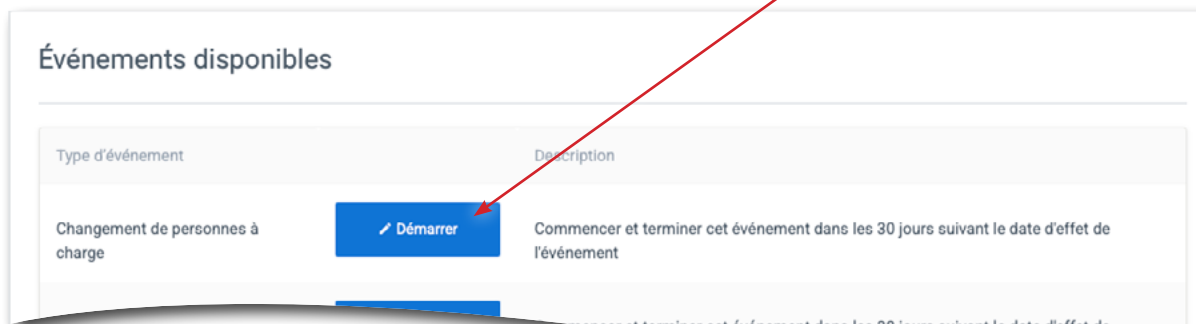 Événements disponibles
Type d'événement Description
Changement de personnes à charge
Démarrer
Commencer et terminer cet événement dans les 30 jours suivant le date d'effet de
l'événement